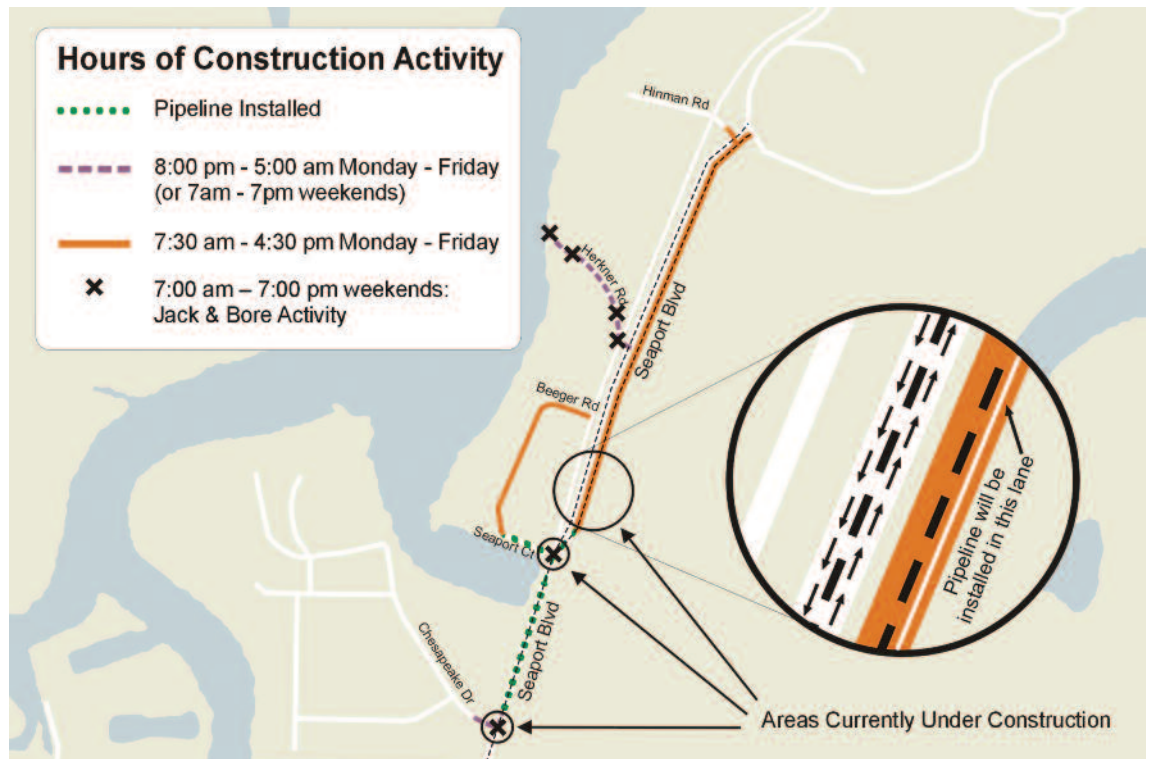 Hours of Construction Activity
Pipeline Installed
8:00 pm - 5:00 am Monday - Friday
(or 7am - 7pm weekends)
7:30 am - 4:30 pm Monday - Friday
7:00 am – 7:00 pm weekends:
Jack & Bore Activity
Hinman Rd
Herkner Rd
Seaport Blvd
Beeger Rd
Seaport Ct
Pipeline will be
installed in this lane
Seaport Blvd
Chesapeake Dr
Areas Currently Under Construction